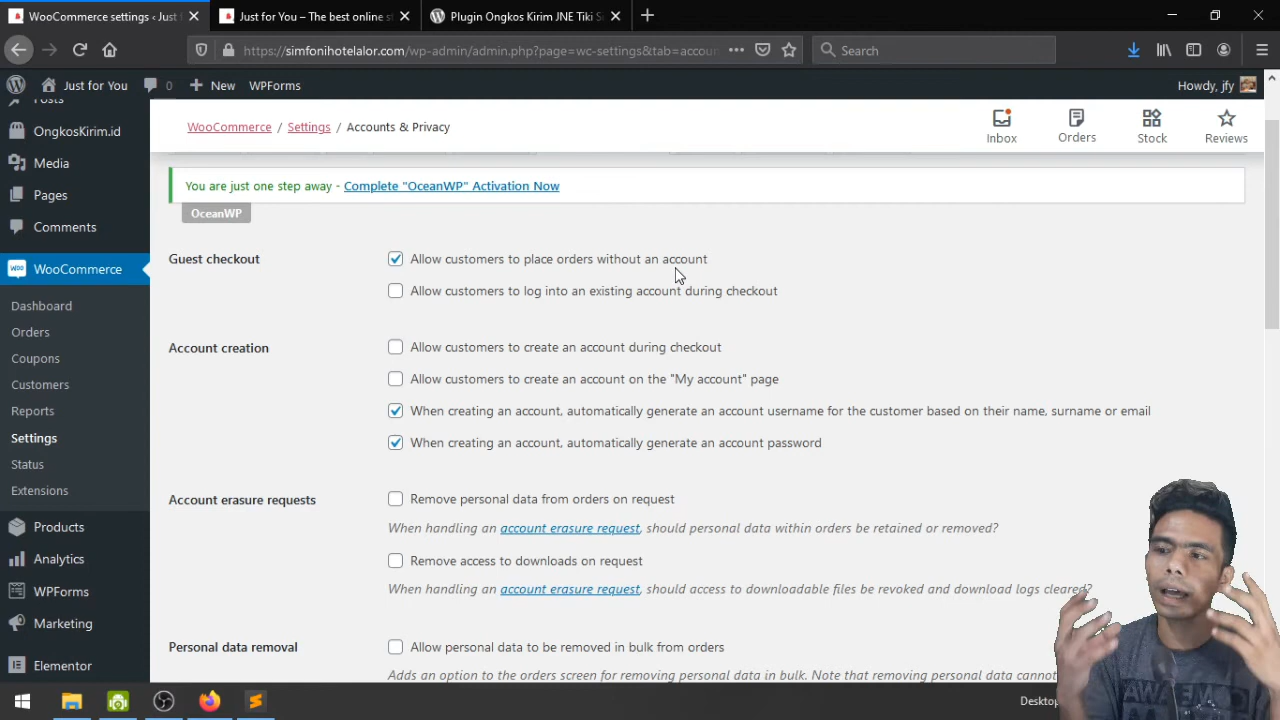 WooCommerce settings ‹ Just f
Just for You – The best online st
Plugin Ongkos Kirim JNE Tiki S
https://simfonihotelalor.com/wp-admin/admin.php?page=wc-settings&tab=accou
Search
Just for You
0
New
WPForms
Howdy, jfy
Posts
OngkosKirim.id
Media
Pages
Comments
WooCommerce
Dashboard
Orders
Coupons
Customers
Reports
Settings
Status
Extensions
Products
Analytics
WPForms
Marketing
Elementor
WooCommerce / Settings / Accounts & Privacy
Inbox
Orders
Stock
Reviews
You are just one step away - Complete "OceanWP" Activation Now
OceanWP
Guest checkout
Allow customers to place orders without an account
Allow customers to log into an existing account during checkout
Account creation
Allow customers to create an account during checkout
Allow customers to create an account on the "My account" page
When creating an account, automatically generate an account username for the customer based on their name, surname or email
When creating an account, automatically generate an account password
Account erasure requests
Remove personal data from orders on request
When handling an account erasure request, should personal data within orders be retained or removed?
Remove access to downloads on request
When handling an account erasure request, should access to downloadable files be revoked and download logs cleared?
Personal data removal
Allow personal data to be removed in bulk from orders
Adds an option to the orders screen for removing personal data in bulk. Note that removing personal data cannot
Desktop